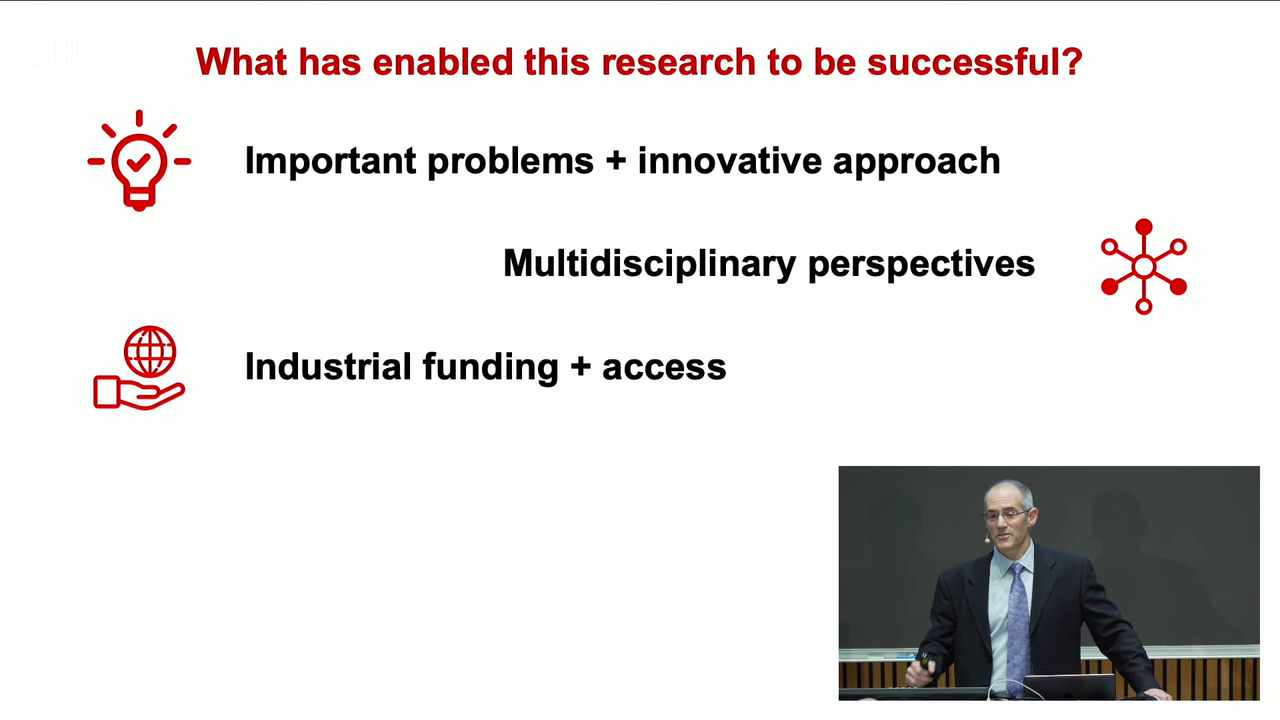 What has enabled this research to be successful?
Important problems + innovative approach
Multidisciplinary perspectives
Industrial funding + access